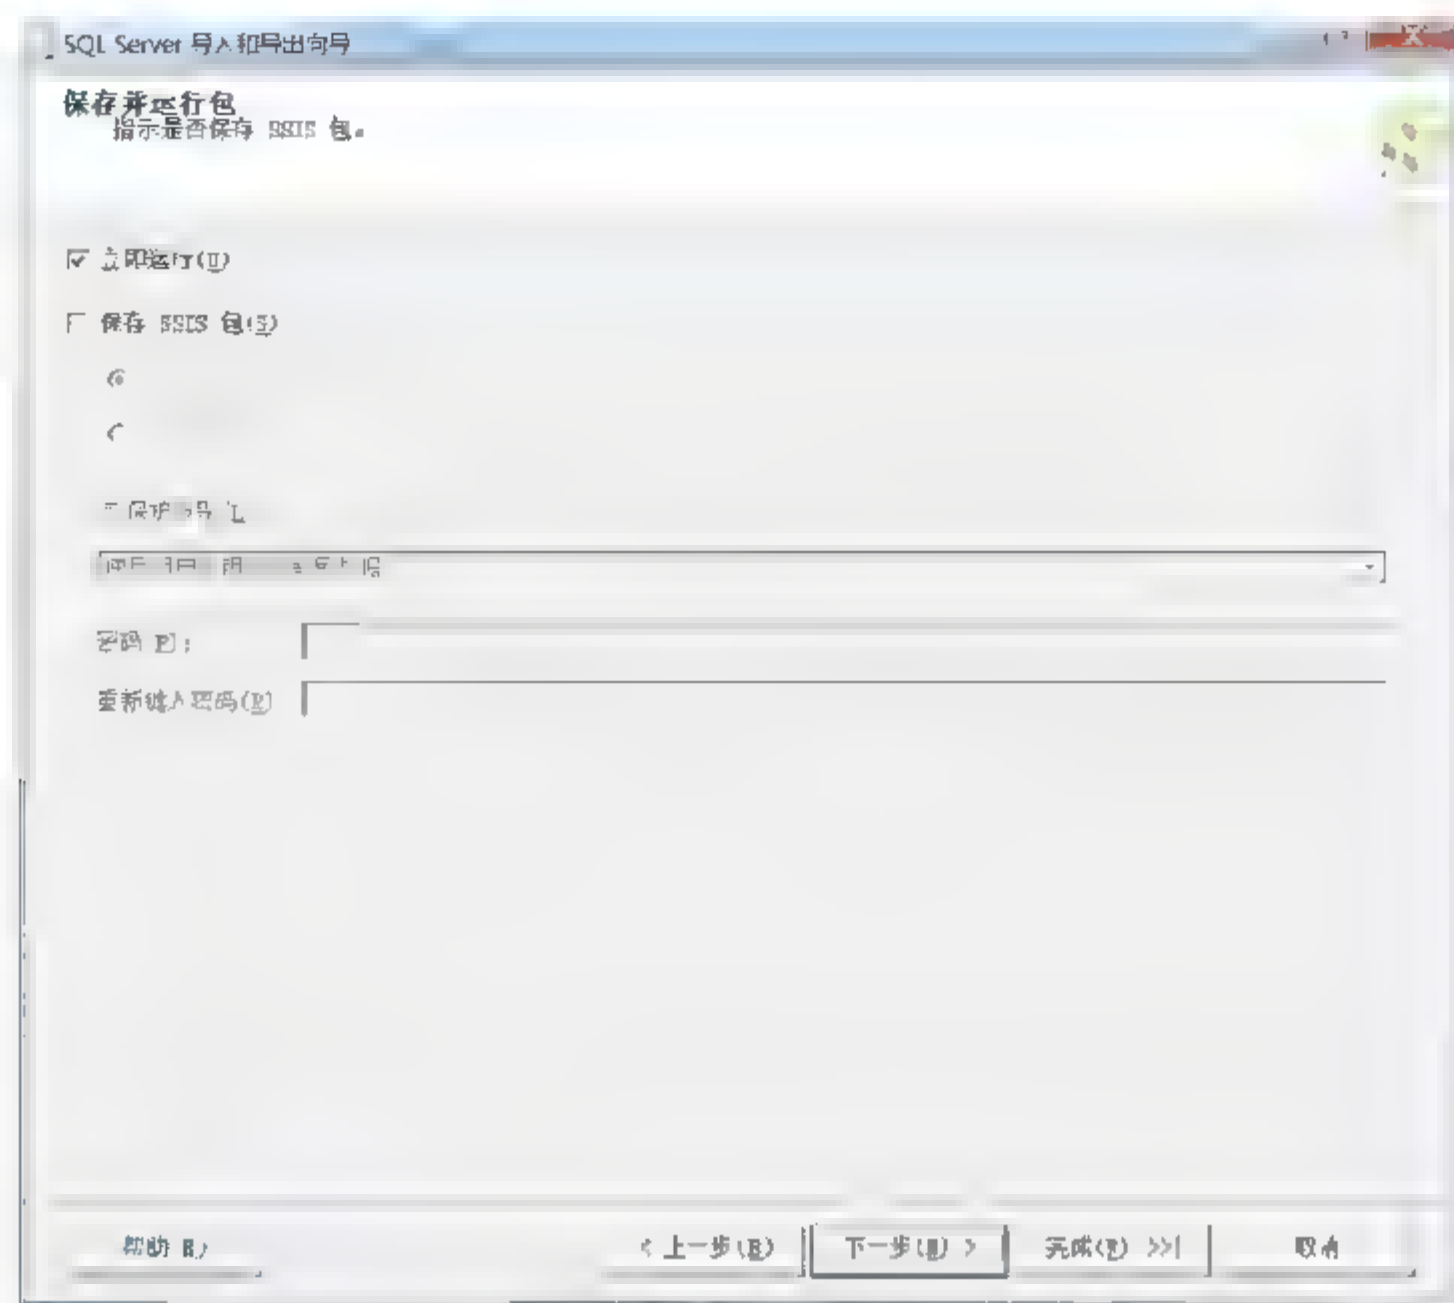 SQL Server 导入和导出向导
保存并运行包
指示是否保存 SSIS 包。
立即运行(U)
保存 SSIS 包(S)
密码(P):
重新键入密码(R)
帮助(H)
< 上一步(B)
下一步(N) >
完成(F) >>|
取消